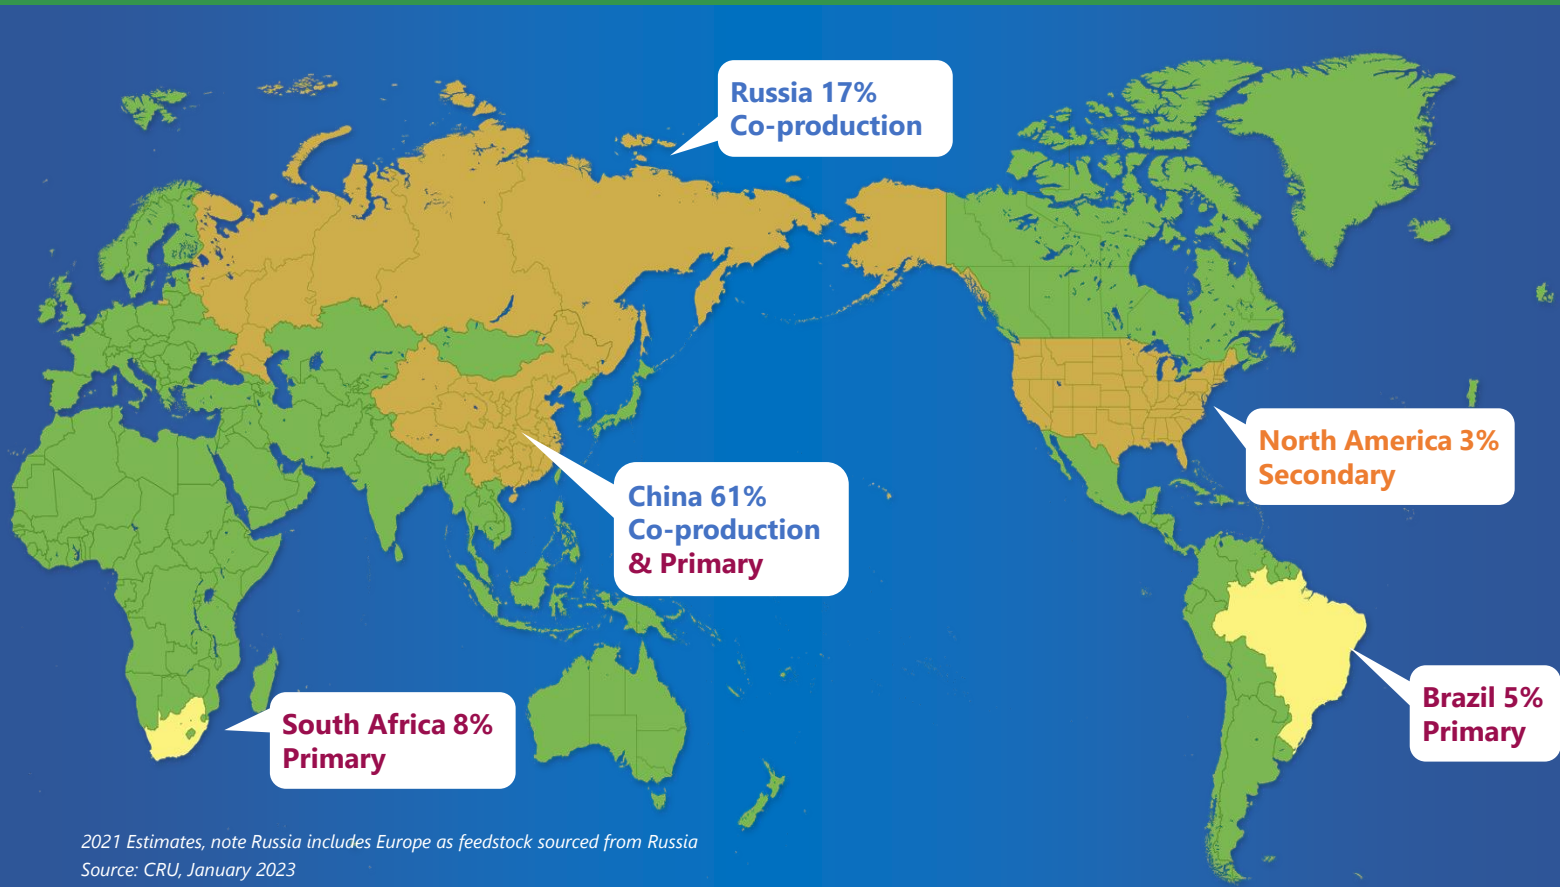 Russia 17%
Co-production
North America 3%
Secondary
China 61%
Co-production
& Primary
South Africa 8%
Primary
Brazil 5%
Primary
2021 Estimates, note Russia includes Europe as feedstock sourced from Russia
Source: CRU, January 2023